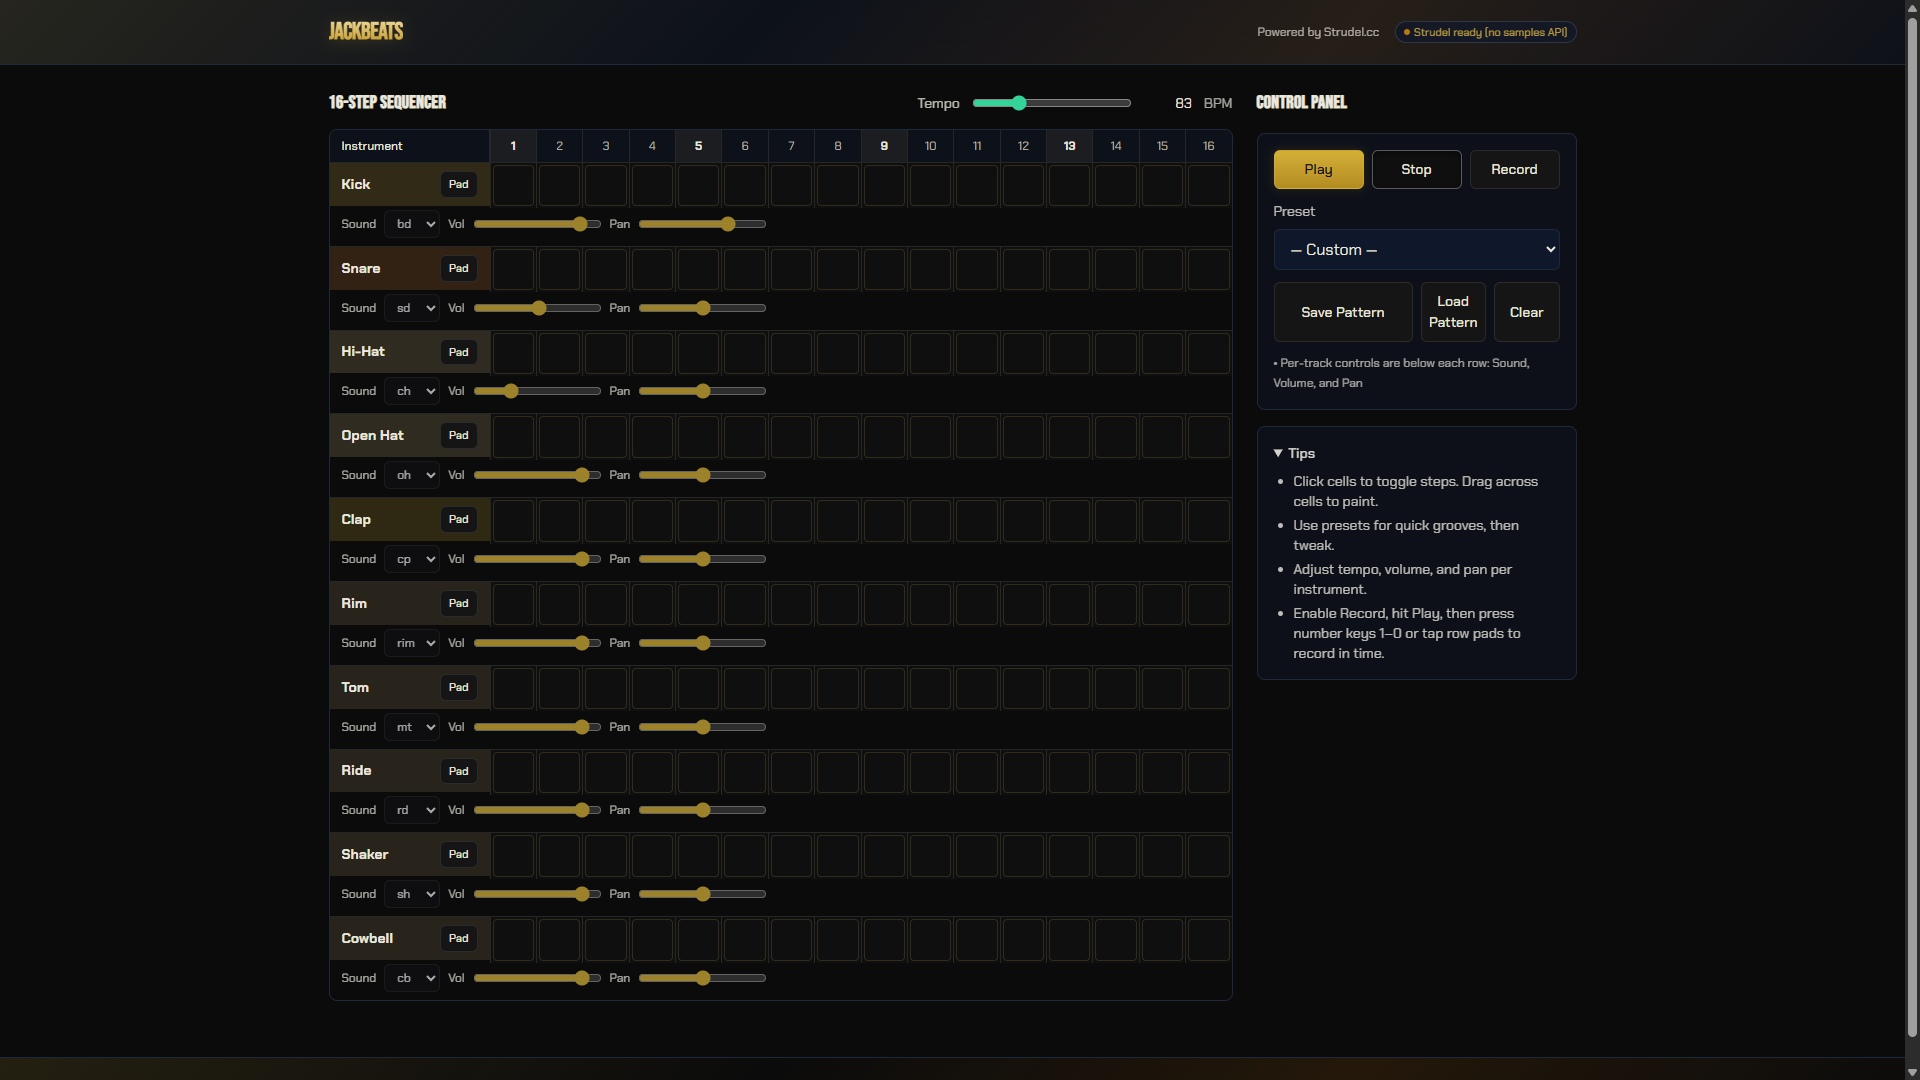 JACKBEATS
Powered by Strudel.cc
Strudel ready (no samples API)
16-STEP SEQUENCER
Tempo 83 BPM
CONTROL PANEL
Instrument 1 2 3 4 5 6 7 8 9 10 11 12 13 14 15 16
Kick Pad
Sound bd Vol Pan
Snare Pad
Sound sd Vol Pan
Hi-Hat Pad
Sound ch Vol Pan
Open Hat Pad
Sound oh Vol Pan
Clap Pad
Sound cp Vol Pan
Rim Pad
Sound rim Vol Pan
Tom Pad
Sound mt Vol Pan
Ride Pad
Sound rd Vol Pan
Shaker Pad
Sound sh Vol Pan
Cowbell Pad
Sound cb Vol Pan
Play Stop Record
Preset
— Custom —
Save Pattern
Load
Pattern
Clear
• Per-track controls are below each row: Sound,
Volume, and Pan
▼ Tips
• Click cells to toggle steps. Drag across
cells to paint.
• Use presets for quick grooves, then
tweak.
• Adjust tempo, volume, and pan per
instrument.
• Enable Record, hit Play, then press
number keys 1–0 or tap row pads to
record in time.